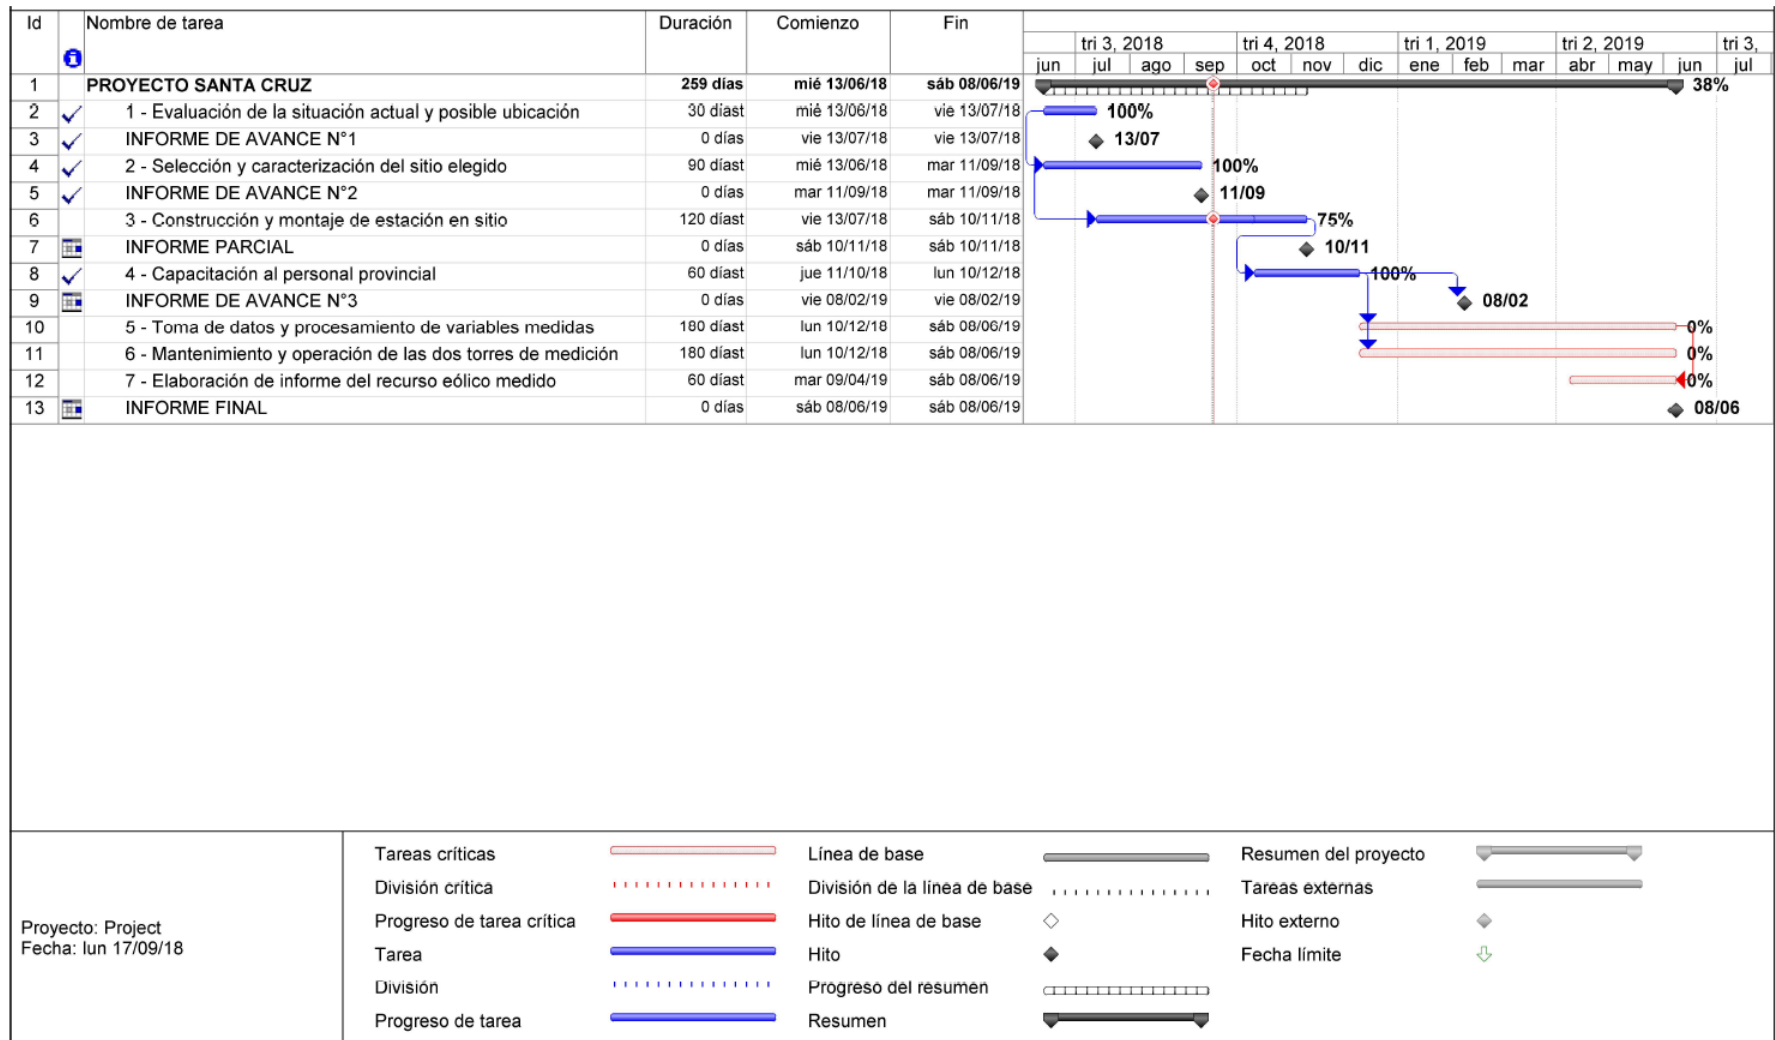 Id Nombre de tarea Duración Comienzo Fin
tri 3, 2018 tri 4, 2018 tri 1, 2019 tri 2, 2019 tri 3,
jun jul ago sep oct nov dic ene feb mar abr may jun jul
1 PROYECTO SANTA CRUZ 259 días mié 13/06/18 sáb 08/06/19 38%
2 1 - Evaluación de la situación actual y posible ubicación 30 díast mié 13/06/18 vie 13/07/18 100%
3 INFORME DE AVANCE N°1 0 días vie 13/07/18 vie 13/07/18 13/07
4 2 - Selección y caracterización del sitio elegido 90 díast mié 13/06/18 mar 11/09/18 100%
5 INFORME DE AVANCE N°2 0 días mar 11/09/18 mar 11/09/18 11/09
6 3 - Construcción y montaje de estación en sitio 120 díast vie 13/07/18 sáb 10/11/18 75%
7 INFORME PARCIAL 0 días sáb 10/11/18 sáb 10/11/18 10/11
8 4 - Capacitación al personal provincial 60 díast jue 11/10/18 lun 10/12/18 100%
9 INFORME DE AVANCE N°3 0 días vie 08/02/19 vie 08/02/19 08/02
10 5 - Toma de datos y procesamiento de variables medidas 180 díast lun 10/12/18 sáb 08/06/19 0%
11 6 - Mantenimiento y operación de las dos torres de medición 180 díast lun 10/12/18 sáb 08/06/19 0%
12 7 - Elaboración de informe del recurso eólico medido 60 díast mar 09/04/19 sáb 08/06/19 0%
13 INFORME FINAL 0 días sáb 08/06/19 sáb 08/06/19 08/06
Proyecto: Project
Fecha: lun 17/09/18
Tareas críticas
División crítica
Progreso de tarea crítica
Tarea
División
Progreso de tarea
Línea de base
División de la línea de base
Hito de línea de base
Hito
Progreso del resumen
Resumen
Resumen del proyecto
Tareas externas
Hito externo
Fecha límite